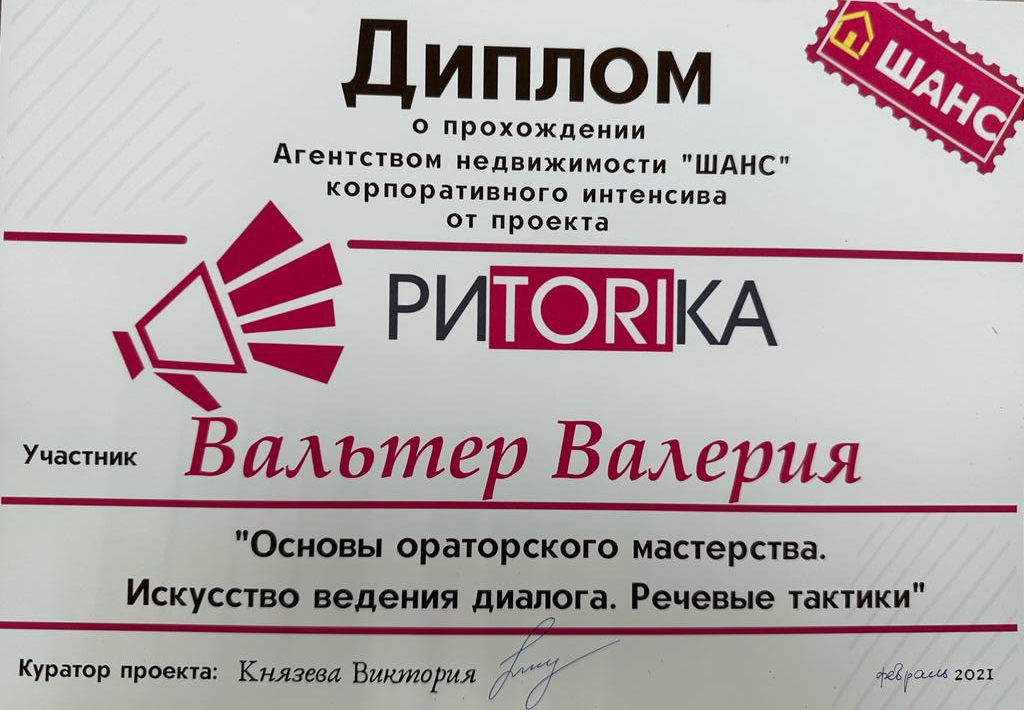 Диплом
ШАНС
о прохождении
Агентством недвижимости "ШАНС"
корпоративного интенсива
от проекта
РИTORIКА
Участник Вальтер Валерия
"Основы ораторского мастерства.
Искусство ведения диалога. Речевые тактики"
Куратор проекта: Князева Виктория
февраль 2021